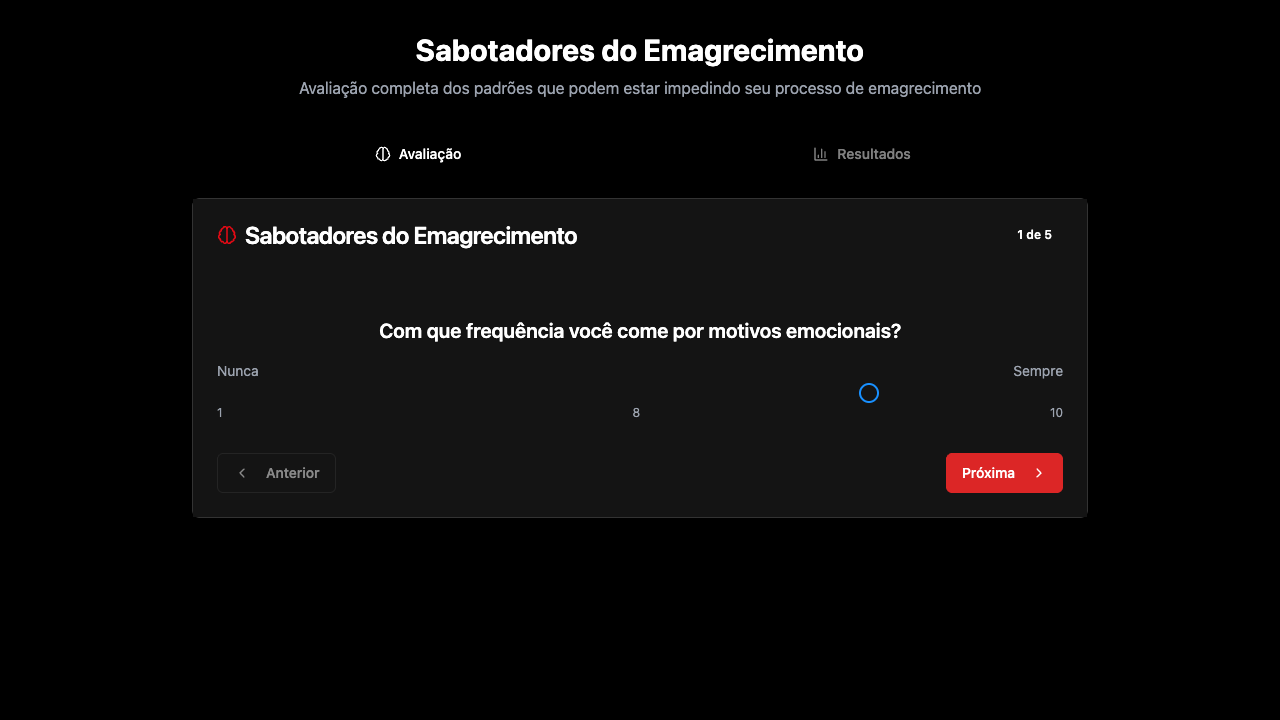 Sabotadores do Emagrecimento
Avaliação completa dos padrões que podem estar impedindo seu processo de emagrecimento
Avaliação
Resultados
Sabotadores do Emagrecimento
1 de 5
Com que frequência você come por motivos emocionais?
Nunca
Sempre
1
8
10
Anterior
Próxima